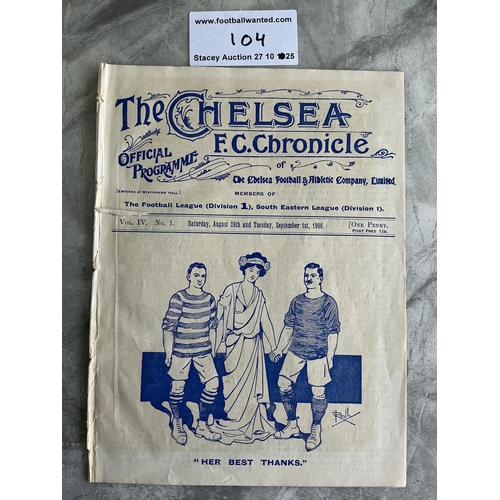 www.footballwanted.com
104
Stacey Auction 27 10 25
The CHELSEA
F.C. Chronicle
OFFICIAL PROGRAMME
of
The Chelsea Football & Athletic Company, Limited.
[ENTERED AT STATIONERS' HALL.]
MEMBERS OF
The Football League (Division 1), South Eastern League (Division 1).
VOL. IV. No. 1. Saturday, August 29th and Tuesday, September 1st, 1908. [ONE PENNY,
POST FREE 1½D.
"HER BEST THANKS."